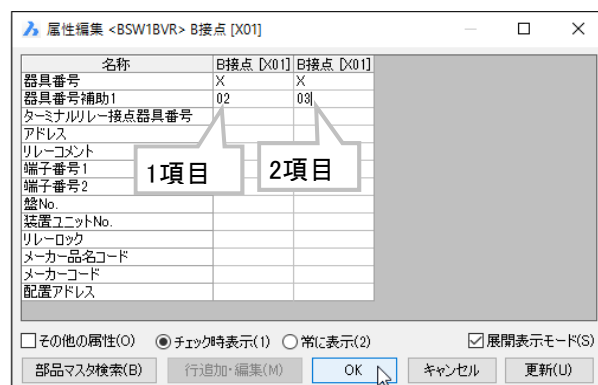 属性編集 <BSW1BVR> B接点 [X01]
名称 B接点 [X01] B接点 [X01]
器具番号 X X
器具番号補助1 02 03
ターミナルリレー接点器具番号
アドレス
リレーコメント
端子番号1
端子番号2
1項目 2項目
盤No.
装置ユニットNo.
リレーロック
メーカー品名コード
メーカーコード
配置アドレス
その他の属性(O) チェック時表示(1) 常に表示(2) 展開表示モード(S)
部品マスタ検索(B) 行追加・編集(M) OK キャンセル 更新(U)